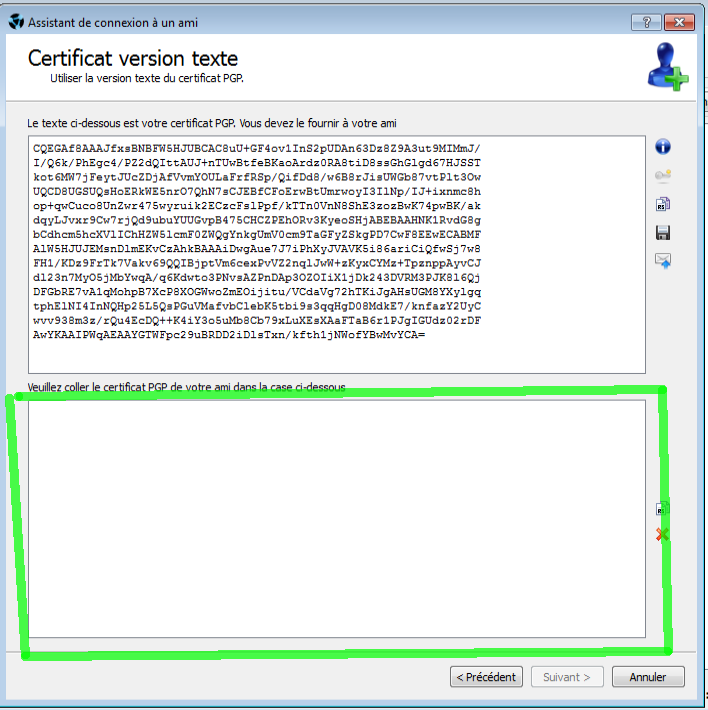 Assistant de connexion à un ami
Certificat version texte
Utiliser la version texte du certificat PGP.
Le texte ci-dessous est votre certificat PGP. Vous devez le fournir à votre ami
CQEGAf8AAAJfxsBNBFW5HJUBCAC8uU+GF4ov1InS2pUDAn63Dz8Z9A3ut9MIMmJ/
I/Q6k/PhEgc4/PZ2dQIttAUJ+nTUwBtfeBKaoArdz0RA8tiD8ssGhGlgd67HJSST
kot6MW7jFeytJUcZDjAfVvmYOULaFrfRSp/QifDd8/w6B8rJisUWGb87vtPlt3Ow
UQCD8UGSUQsHoERkWE5nrO7QhN7sCJEBfCFoErwBtUmrwoyI3IlNp/IJ+ixnmc8h
op+qwCuco8UnZwr475wyruik2ECzcFslPpf/kTTn0VnN8ShE3zozBwK74pwBK/ak
dqyLJvxr9Cw7rjQd9ubuYUUGvpB475CHCZPEhORv3KyeoSHjABEBAAHNK1RvdG8g
bCdhcm5hcXVlIChHZW5lcmF0ZWQgYnkgUmV0cm9TaGFyZSkgPD7CwF8EEwECABMF
AlW5HJUJEMsnDlmEKvCzAhkBAAAiDwgAue7J7iPhXyJVAVK5i86ariCiQfwSj7w8
FH1/KDz9FrTk7Vakv69QQIBjptVm6cexPvVZ2nqlJwW+zKyxCYMz+TpznppAyvCJ
dl23n7MyO5jMbYwqA/q6Kdwto3PNvsAZPnDAp3OZOIiX1jDk243DVRM3PJK8l6Qj
DFGbRE7vA1qMohpB7XcP8XOGWwoZmEOijitu/VCdaVg72hTKiJgAHsUGM8YXylgq
tphElNI4InNQHp25L5QsPGuVMafvbClebK5tbi9s3qqHgD08MdkE7/knfazY2UyC
wvv938m3z/rQu4EcDQ++K4iY3o5uMb8Cb79xLuXEsXAaFTaB6r1PJgIGUdz02rDF
AwYKAAIPWqAEAAYGTWFpc29uBRDD2iDlsTxn/kfth1jNWofYBwMvYCA=
Veuillez coller le certificat PGP de votre ami dans la case ci-dessous
< Précédent
Suivant >
Annuler